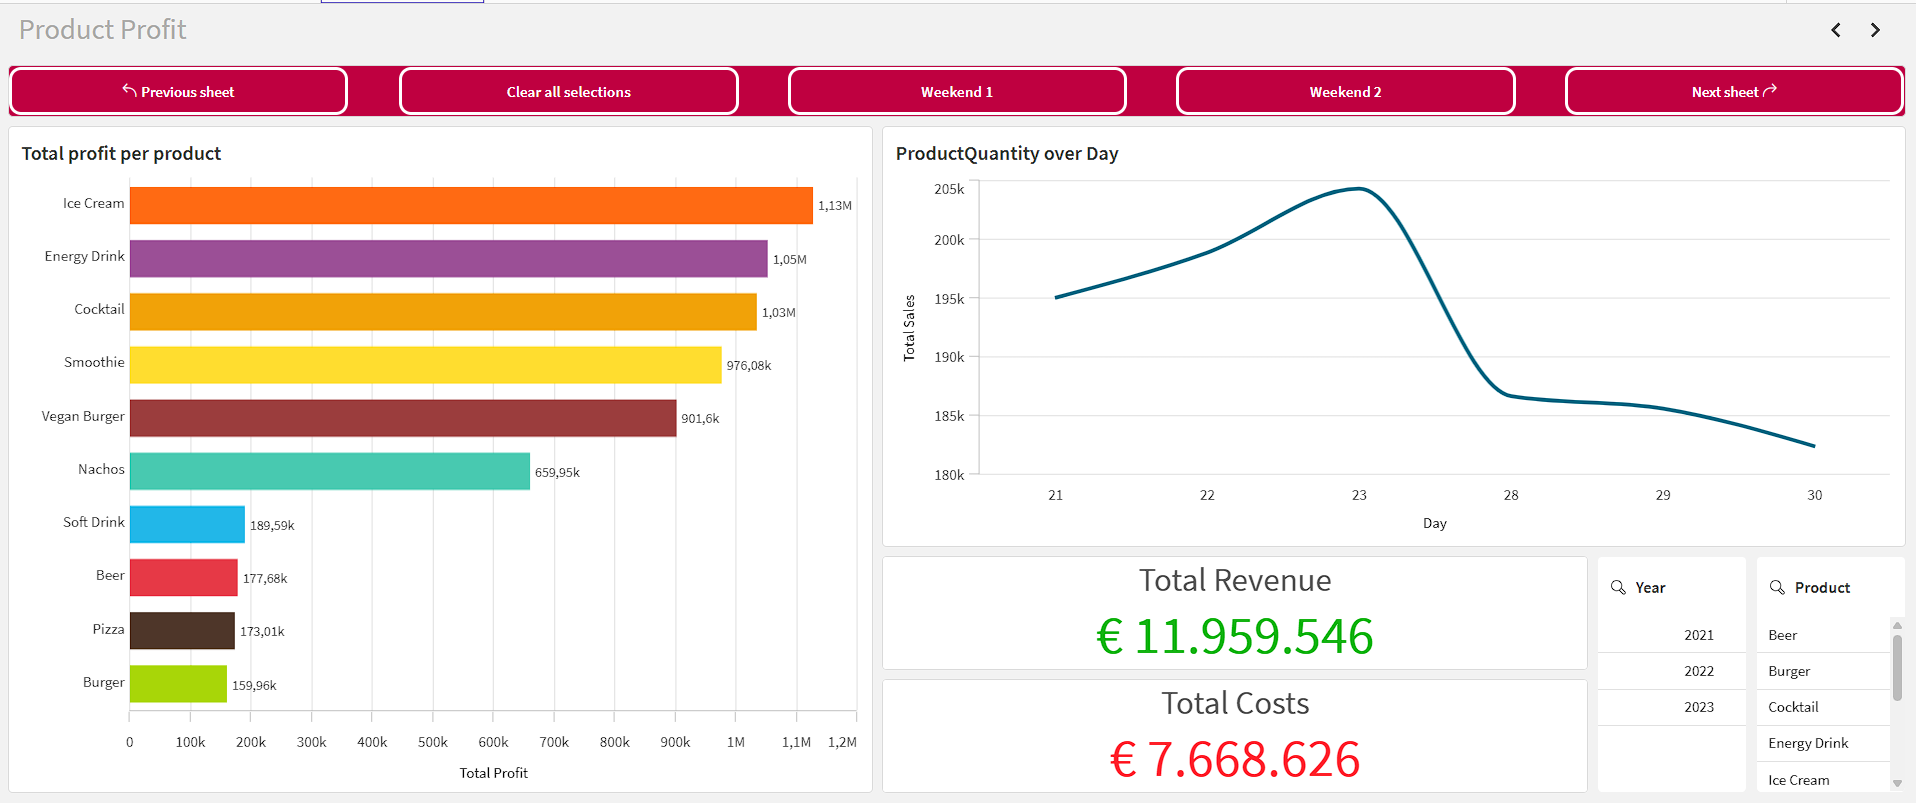 Product Profit
Previous sheet
Clear all selections
Weekend 1
Weekend 2
Next sheet
Total profit per product
Ice Cream 1,13M
Energy Drink 1,05M
Cocktail 1,03M
Smoothie 976,08k
Vegan Burger 901,6k
Nachos 659,95k
Soft Drink 189,59k
Beer 177,68k
Pizza 173,01k
Burger 159,96k
0 100k 200k 300k 400k 500k 600k 700k 800k 900k 1M 1,1M 1,2M
Total Profit
ProductQuantity over Day
Total Sales
205k
200k
195k
190k
185k
180k
21 22 23 28 29 30
Day
Total Revenue
€ 11.959.546
Total Costs
€ 7.668.626
Year
2021
2022
2023
Product
Beer
Burger
Cocktail
Energy Drink
Ice Cream